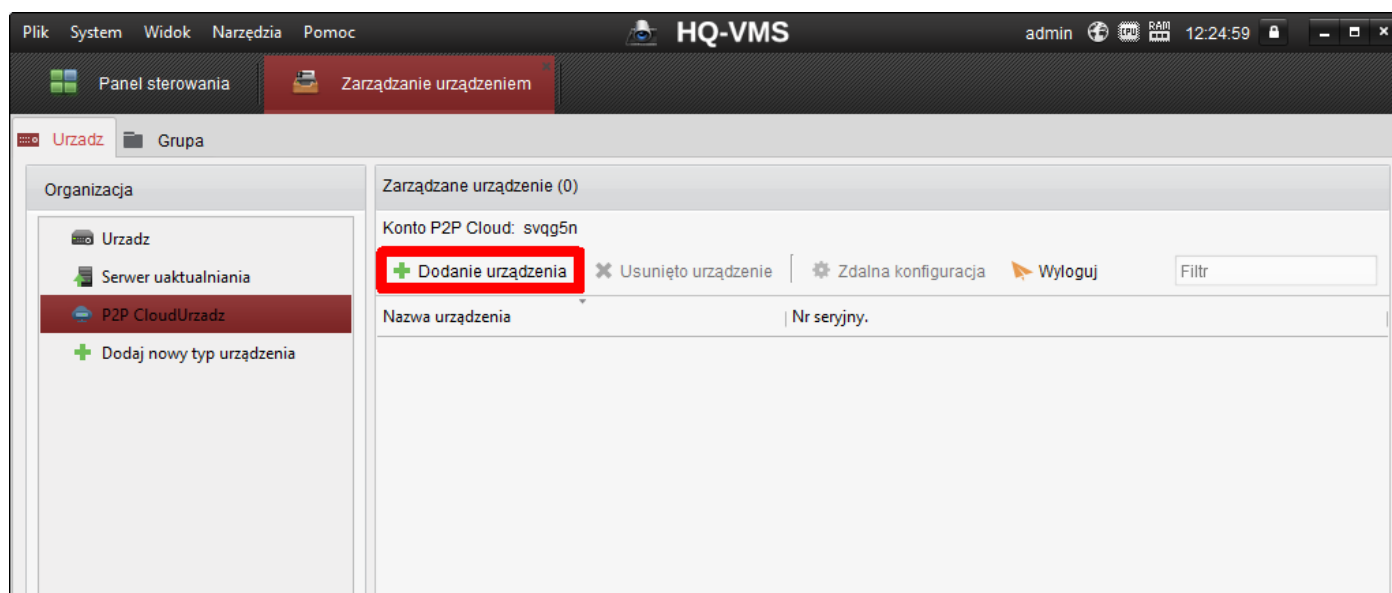 Plik System Widok Narzędzia Pomoc HQ-VMS admin CPU RAM 12:24:59
Panel sterowania Zarządzanie urządzeniem
Urzadz Grupa
Organizacja
Urzadz
Serwer uaktualniania
P2P CloudUrzadz
Dodaj nowy typ urządzenia
Zarządzane urządzenie (0)
Konto P2P Cloud: svqg5n
Dodanie urządzenia Usunięto urządzenie Zdalna konfiguracja Wyloguj Filtr
Nazwa urządzenia Nr seryjny.